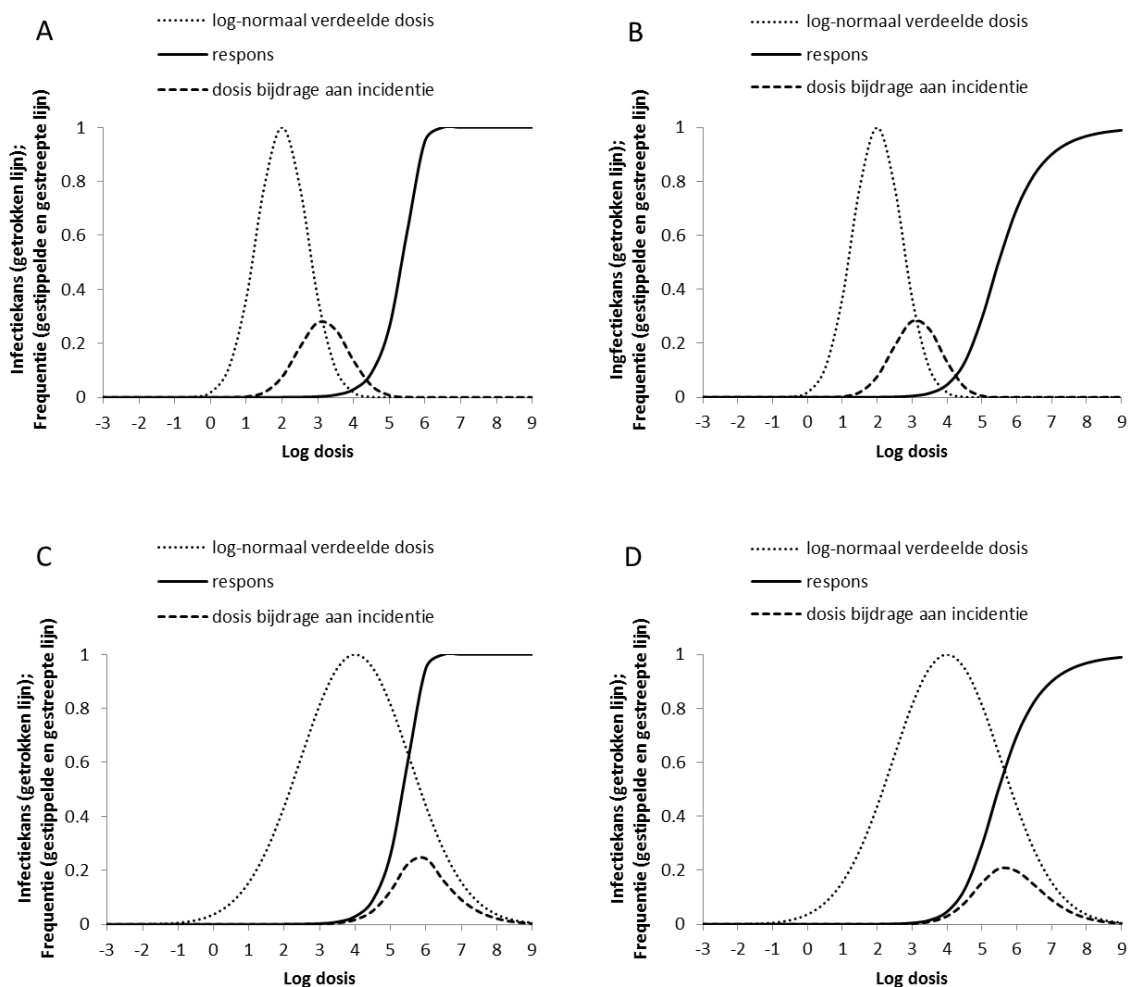 A
log-normaal verdeelde dosis
respons
dosis bijdrage aan incidentie
Infectiekans (getrokken lijn);
Frequentie (gestippelde en gestreepte lijn)
1
0.8
0.6
0.4
0.2
0
-3 -2 -1 0 1 2 3 4 5 6 7 8 9
Log dosis
B
log-normaal verdeelde dosis
respons
dosis bijdrage aan incidentie
Ingfectiekans (getrokken lijn);
Frequentie (gestippelde en gestreepte lijn)
1
0.8
0.6
0.4
0.2
0
-3 -2 -1 0 1 2 3 4 5 6 7 8 9
Log dosis
C
log-normaal verdeelde dosis
respons
dosis bijdrage aan incidentie
Infectiekans (getrokken lijn);
Frequentie (gestippelde en gestreepte lijn)
1
0.8
0.6
0.4
0.2
0
-3 -2 -1 0 1 2 3 4 5 6 7 8 9
Log dosis
D
log-normaal verdeelde dosis
respons
dosis bijdrage aan incidentie
Infectiekans (getrokken lijn);
Frequentie (gestippelde en gestreepte lijn)
1
0.8
0.6
0.4
0.2
0
-3 -2 -1 0 1 2 3 4 5 6 7 8 9
Log dosis